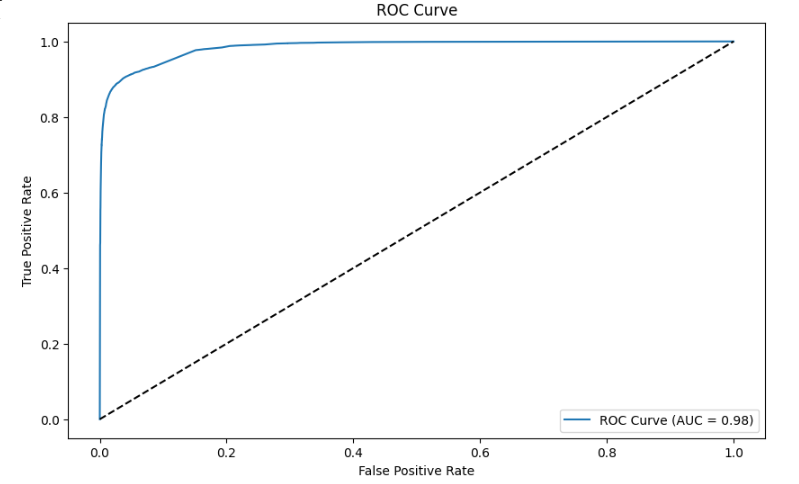 ROC Curve
1.0
0.8
0.6
0.4
0.2
0.0
True Positive Rate
ROC Curve (AUC = 0.98)
0.0 0.2 0.4 0.6 0.8 1.0
False Positive Rate